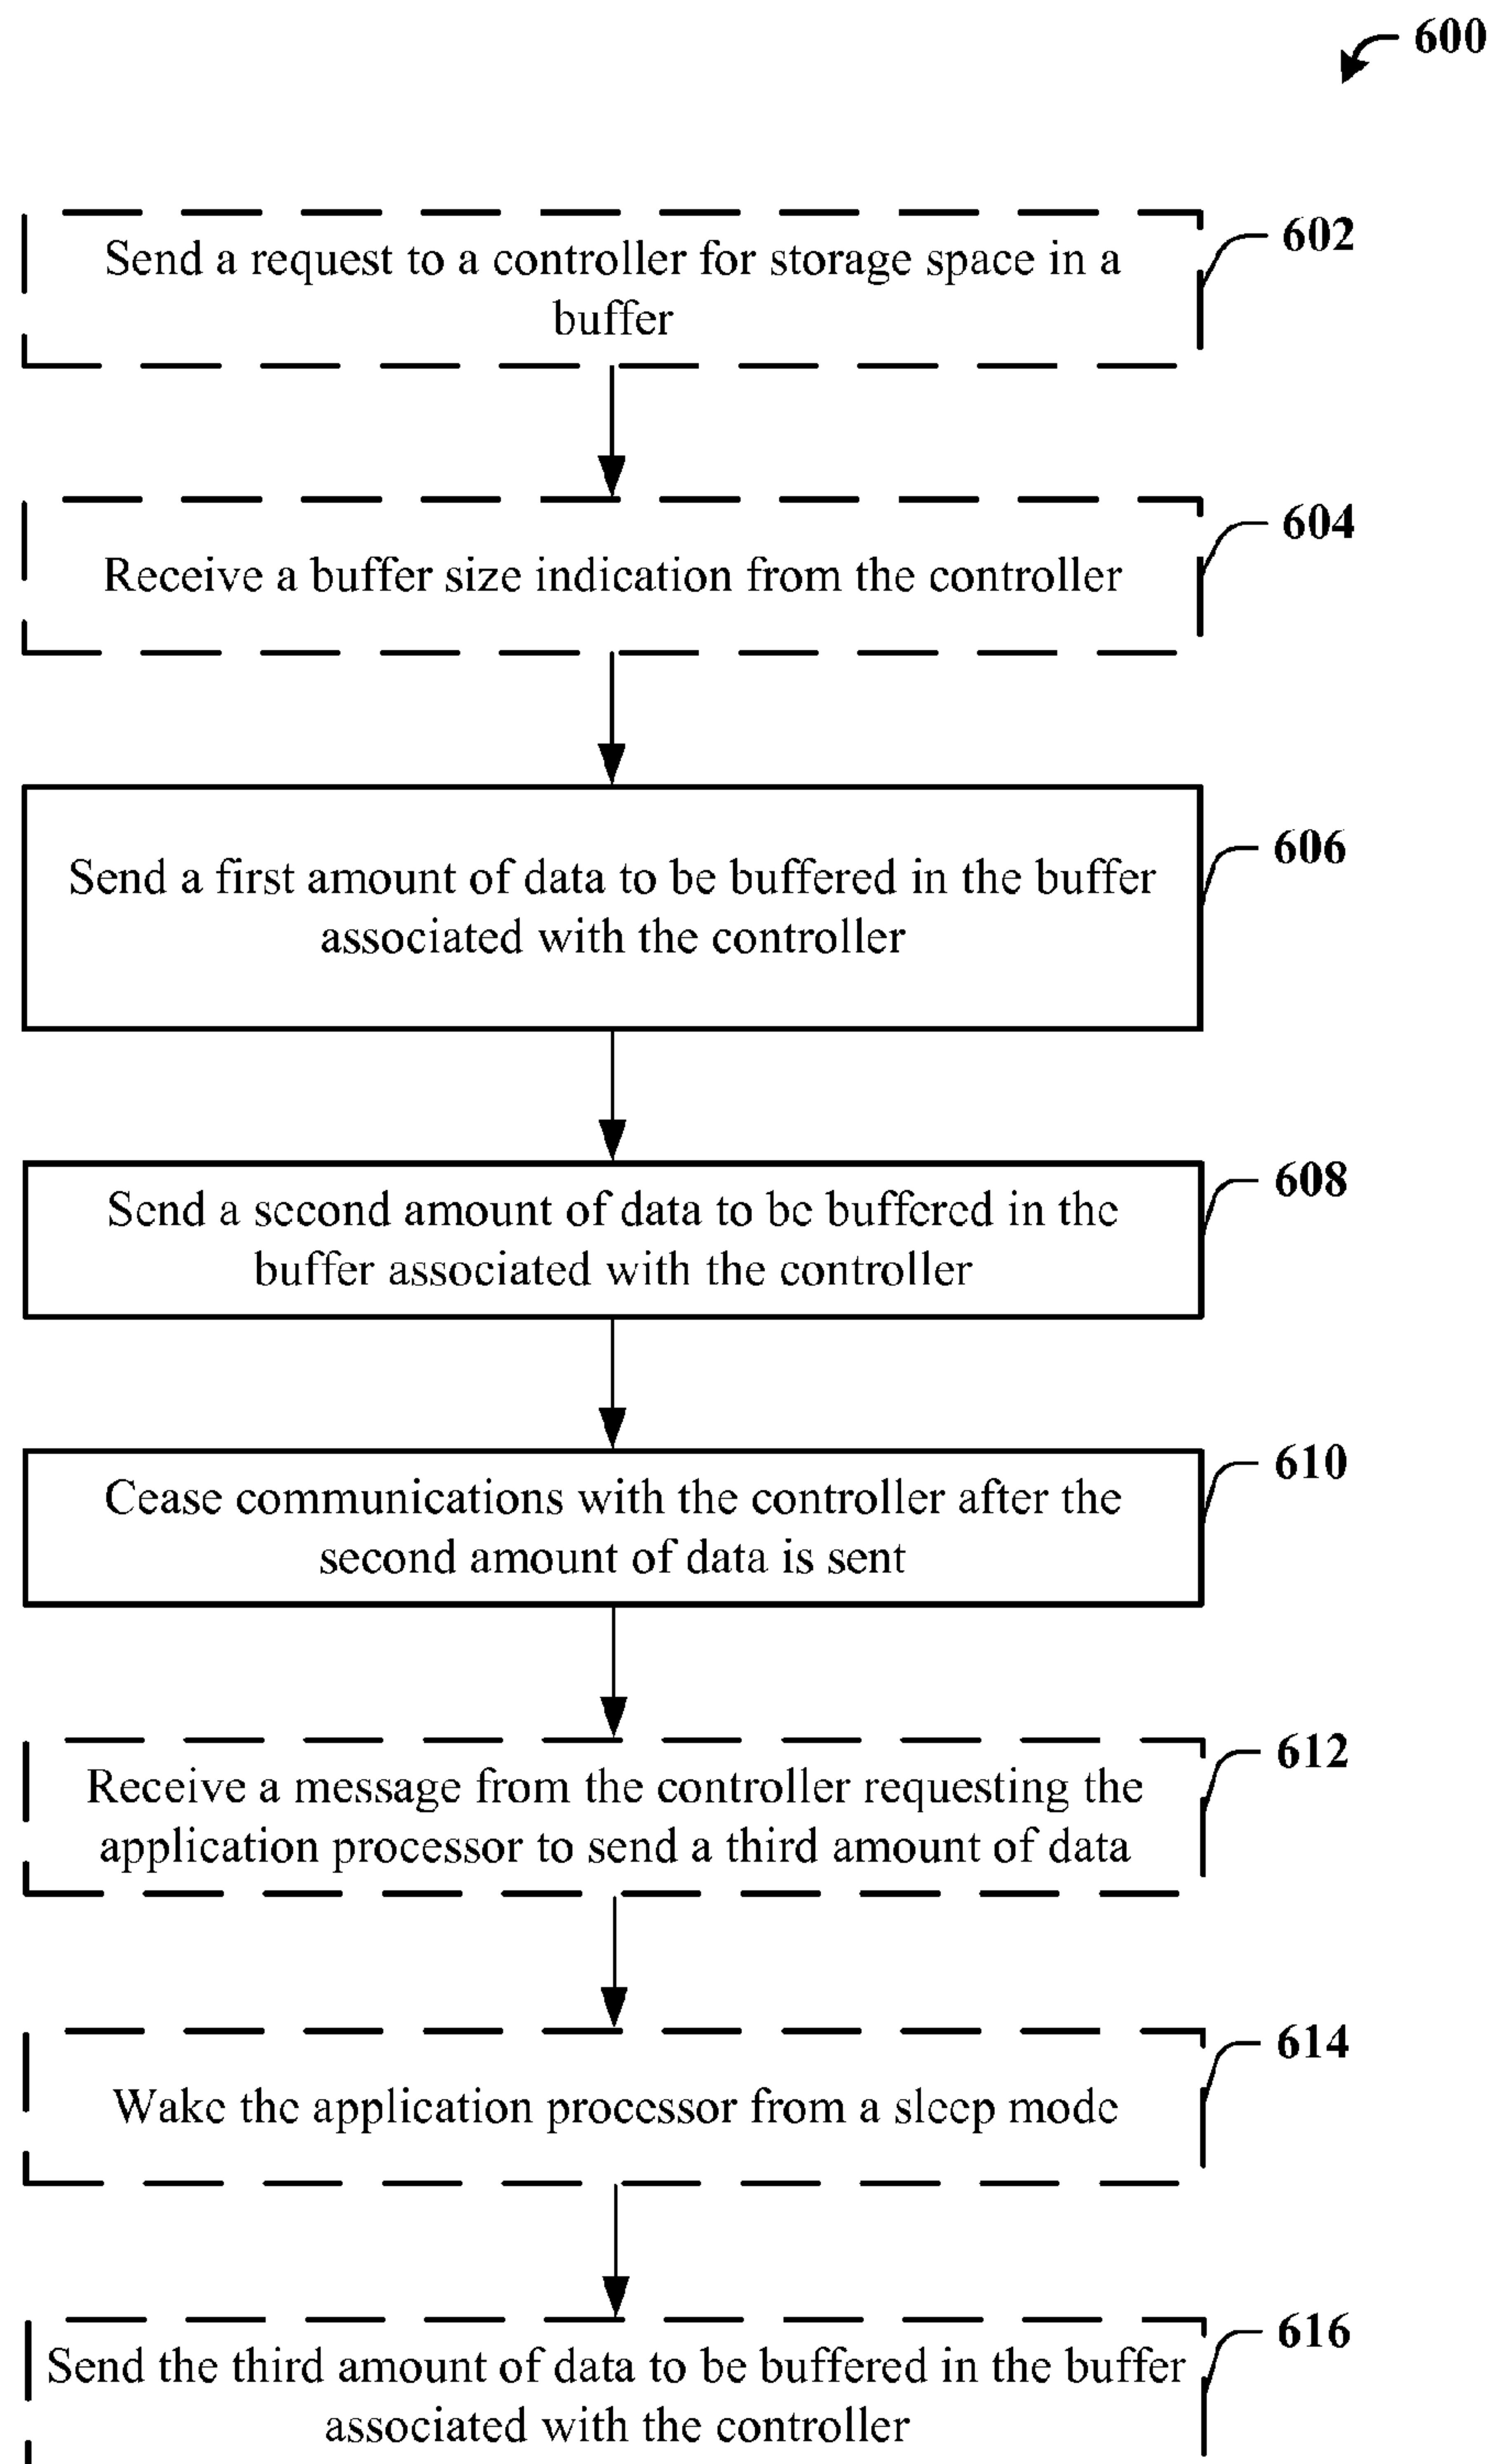 600
Send a request to a controller for storage space in a
buffer
602
Receive a buffer size indication from the controller
604
Send a first amount of data to be buffered in the buffer
associated with the controller
606
Send a second amount of data to be buffered in the
buffer associated with the controller
608
Cease communications with the controller after the
second amount of data is sent
610
Receive a message from the controller requesting the
application processor to send a third amount of data
612
Wake the application processor from a sleep mode
614
Send the third amount of data to be buffered in the buffer
associated with the controller
616